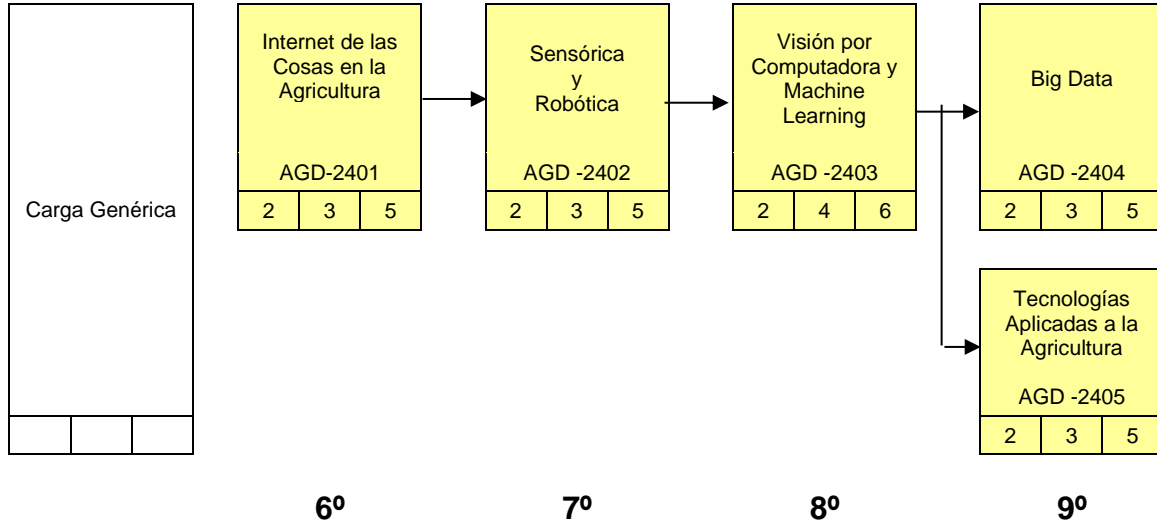 Carga Genérica
Internet de las
Cosas en la
Agricultura
AGD-2401
2 3 5
Sensórica
y
Robótica
AGD -2402
2 3 5
Visión por
Computadora y
Machine
Learning
AGD -2403
2 4 6
Big Data
AGD -2404
2 3 5
Tecnologías
Aplicadas a la
Agricultura
AGD -2405
2 3 5
6º 7º 8º 9º